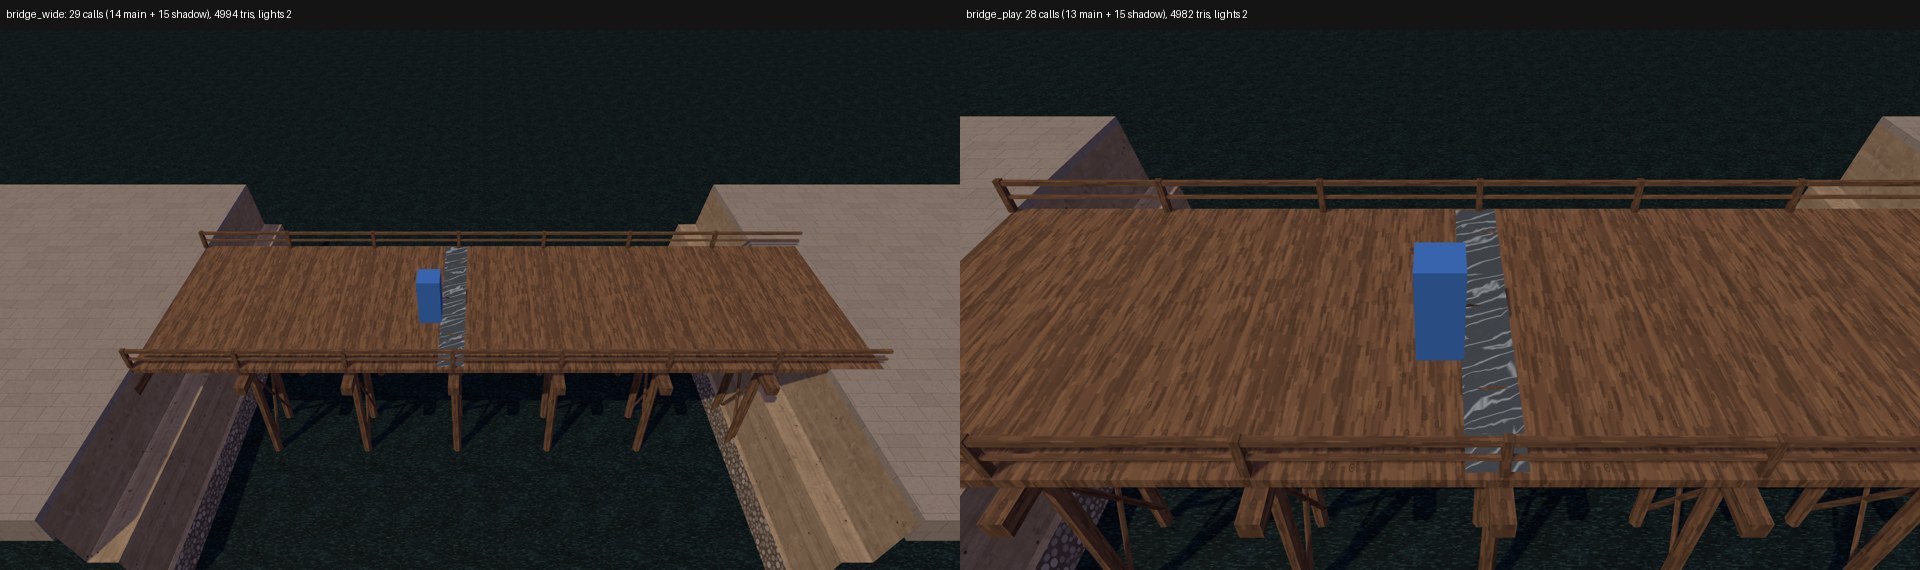 bridge_wide: 29 calls (14 main + 15 shadow), 4994 tris, lights 2
bridge_play: 28 calls (13 main + 15 shadow), 4982 tris, lights 2